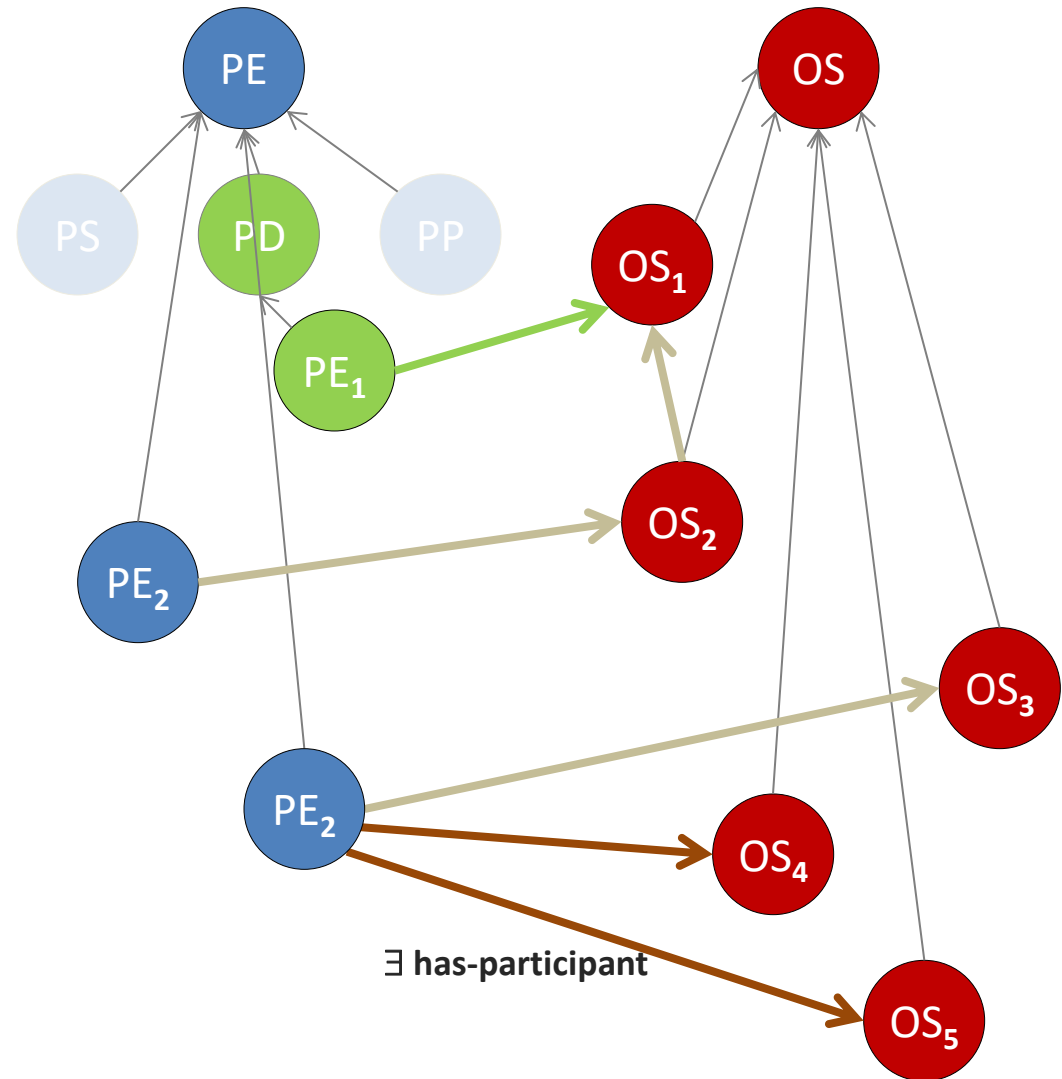 PE
OS
PS
PD
PP
OS₁
PE₁
OS₂
PE₂
OS₃
PE₂
OS₄
∃ has-participant
OS₅